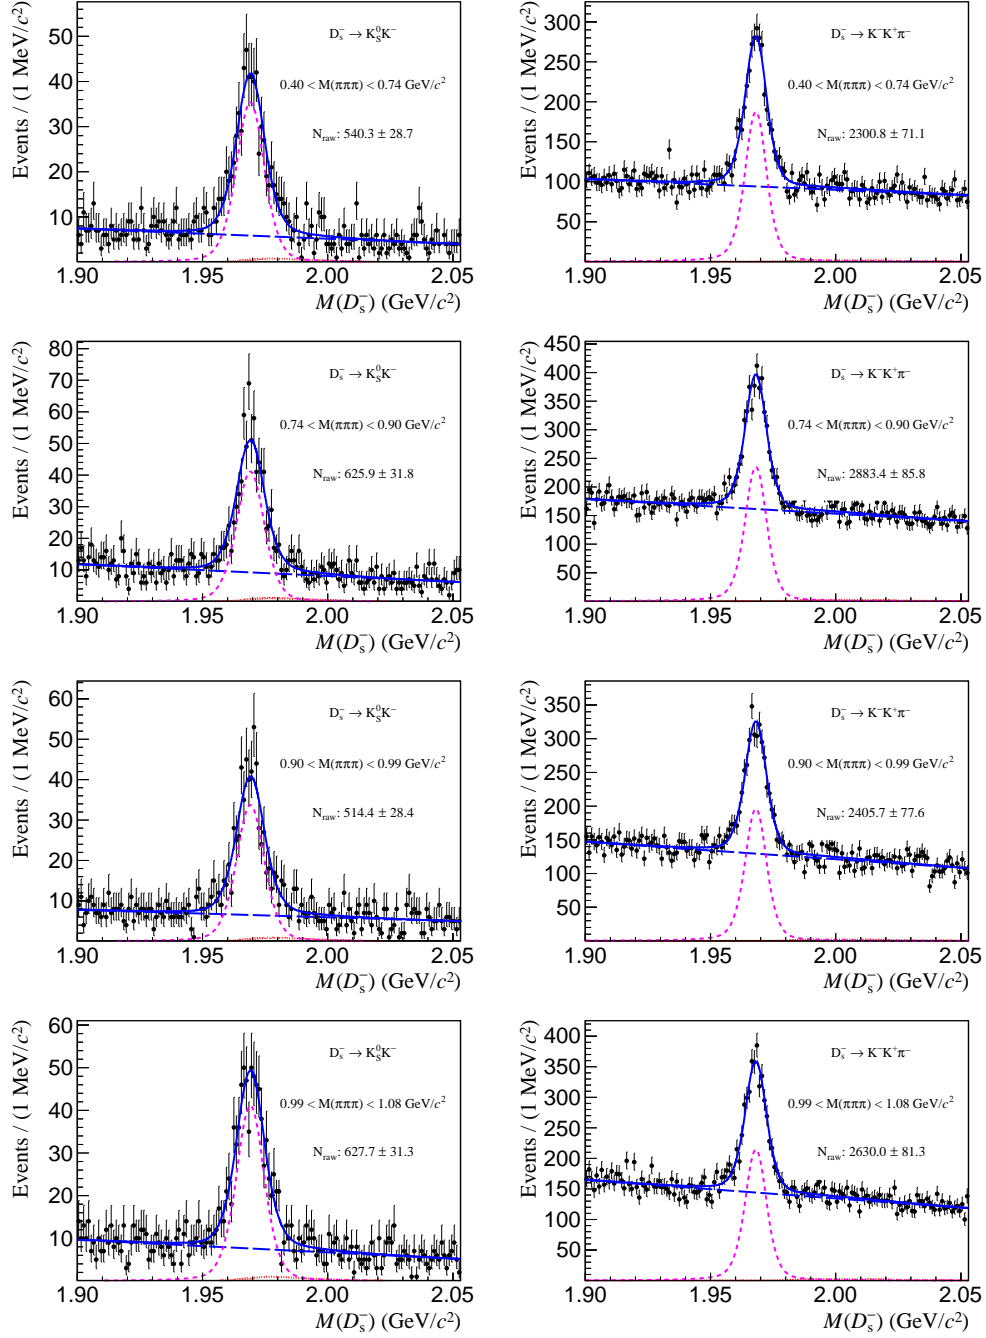 Events / (1 MeV/c²)
50
40
30
20
10
D_s⁻ → K_S⁰K⁻
0.40 < M(πππ) < 0.74 GeV/c²
N_raw: 540.3 ± 28.7
1.90 1.95 2.00 2.05
M(D_s⁻) (GeV/c²)
Events / (1 MeV/c²)
300
250
200
150
100
50
D_s⁻ → K⁻K⁺π⁻
0.40 < M(πππ) < 0.74 GeV/c²
N_raw: 2300.8 ± 71.1
1.90 1.95 2.00 2.05
M(D_s⁻) (GeV/c²)
Events / (1 MeV/c²)
80
70
60
50
40
30
20
10
D_s⁻ → K_S⁰K⁻
0.74 < M(πππ) < 0.90 GeV/c²
N_raw: 625.9 ± 31.8
1.90 1.95 2.00 2.05
M(D_s⁻) (GeV/c²)
Events / (1 MeV/c²)
450
400
350
300
250
200
150
100
50
D_s⁻ → K⁻K⁺π⁻
0.74 < M(πππ) < 0.90 GeV/c²
N_raw: 2883.4 ± 85.8
1.90 1.95 2.00 2.05
M(D_s⁻) (GeV/c²)
Events / (1 MeV/c²)
60
50
40
30
20
10
D_s⁻ → K_S⁰K⁻
0.90 < M(πππ) < 0.99 GeV/c²
N_raw: 514.4 ± 28.4
1.90 1.95 2.00 2.05
M(D_s⁻) (GeV/c²)
Events / (1 MeV/c²)
350
300
250
200
150
100
50
D_s⁻ → K⁻K⁺π⁻
0.90 < M(πππ) < 0.99 GeV/c²
N_raw: 2405.7 ± 77.6
1.90 1.95 2.00 2.05
M(D_s⁻) (GeV/c²)
Events / (1 MeV/c²)
60
50
40
30
20
10
D_s⁻ → K_S⁰K⁻
0.99 < M(πππ) < 1.08 GeV/c²
N_raw: 627.7 ± 31.3
1.90 1.95 2.00 2.05
M(D_s⁻) (GeV/c²)
Events / (1 MeV/c²)
400
350
300
250
200
150
100
50
D_s⁻ → K⁻K⁺π⁻
0.99 < M(πππ) < 1.08 GeV/c²
N_raw: 2630.0 ± 81.3
1.90 1.95 2.00 2.05
M(D_s⁻) (GeV/c²)